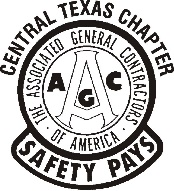 CENTRAL TEXAS CHAPTER
THE ASSOCIATED GENERAL CONTRACTORS
OF AMERICA
AGC
SAFETY PAYS